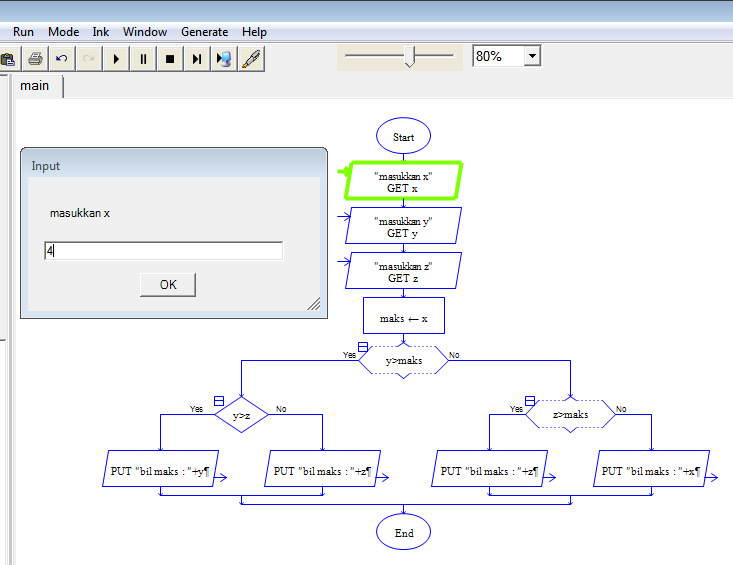 Run Mode Ink Window Generate Help
80%
main
Start
Input
"masukkan x"
GET x
masukkan x
4
OK
"masukkan y"
GET y
"masukkan z"
GET z
maks ← x
Yes y>maks No
Yes y>z No
Yes z>maks No
PUT "bil maks : "+y¶ PUT "bil maks : "+z¶ PUT "bil maks : "+z¶ PUT "bil maks : "+x¶
End